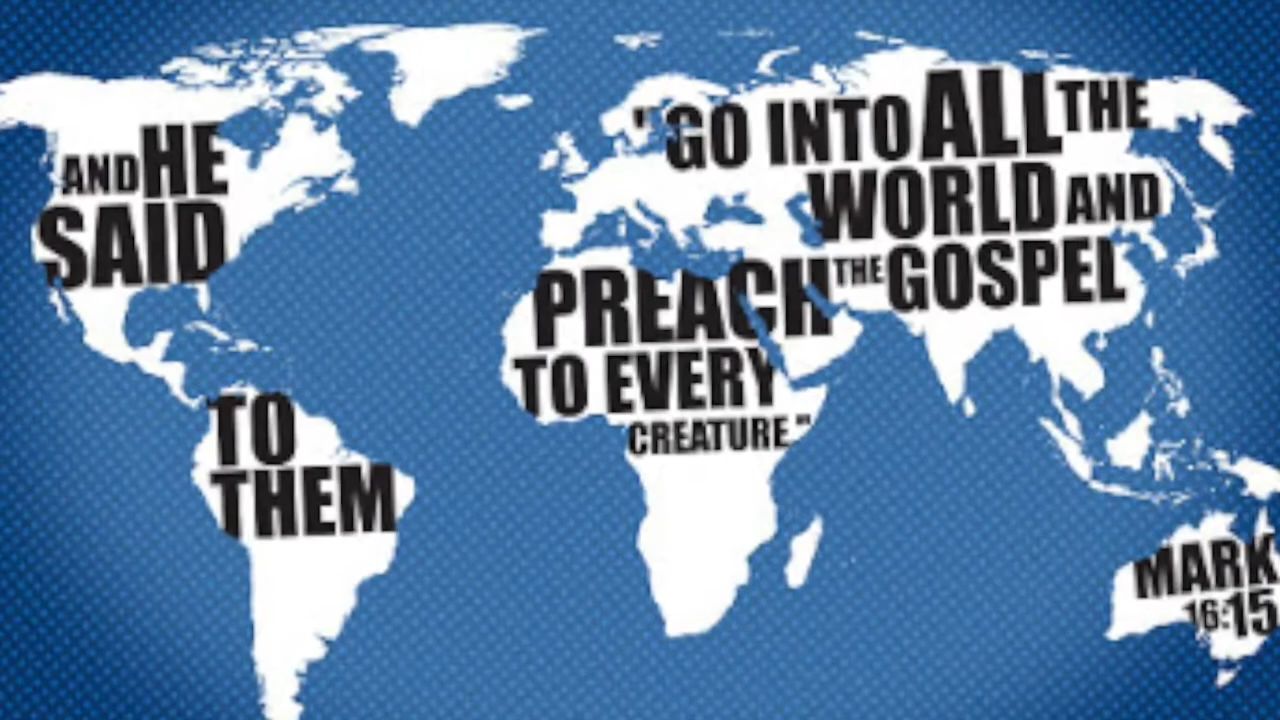 AND HE
SAID
TO
THEM
"GO INTO ALL THE
WORLD AND
PREACH THE GOSPEL
TO EVERY
CREATURE."
MARK
16:15